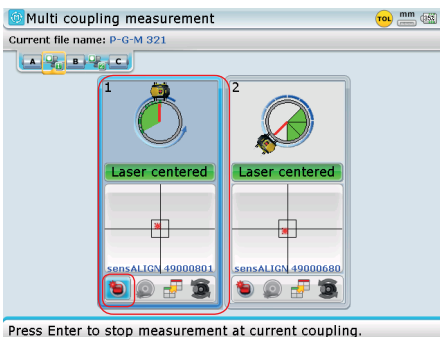 Multi coupling measurement
TOL mm
Current file name: P-G-M 321
A B C
1 2
Laser centered Laser centered
sensALIGN 49000801 sensALIGN 49000680
Press Enter to stop measurement at current coupling.